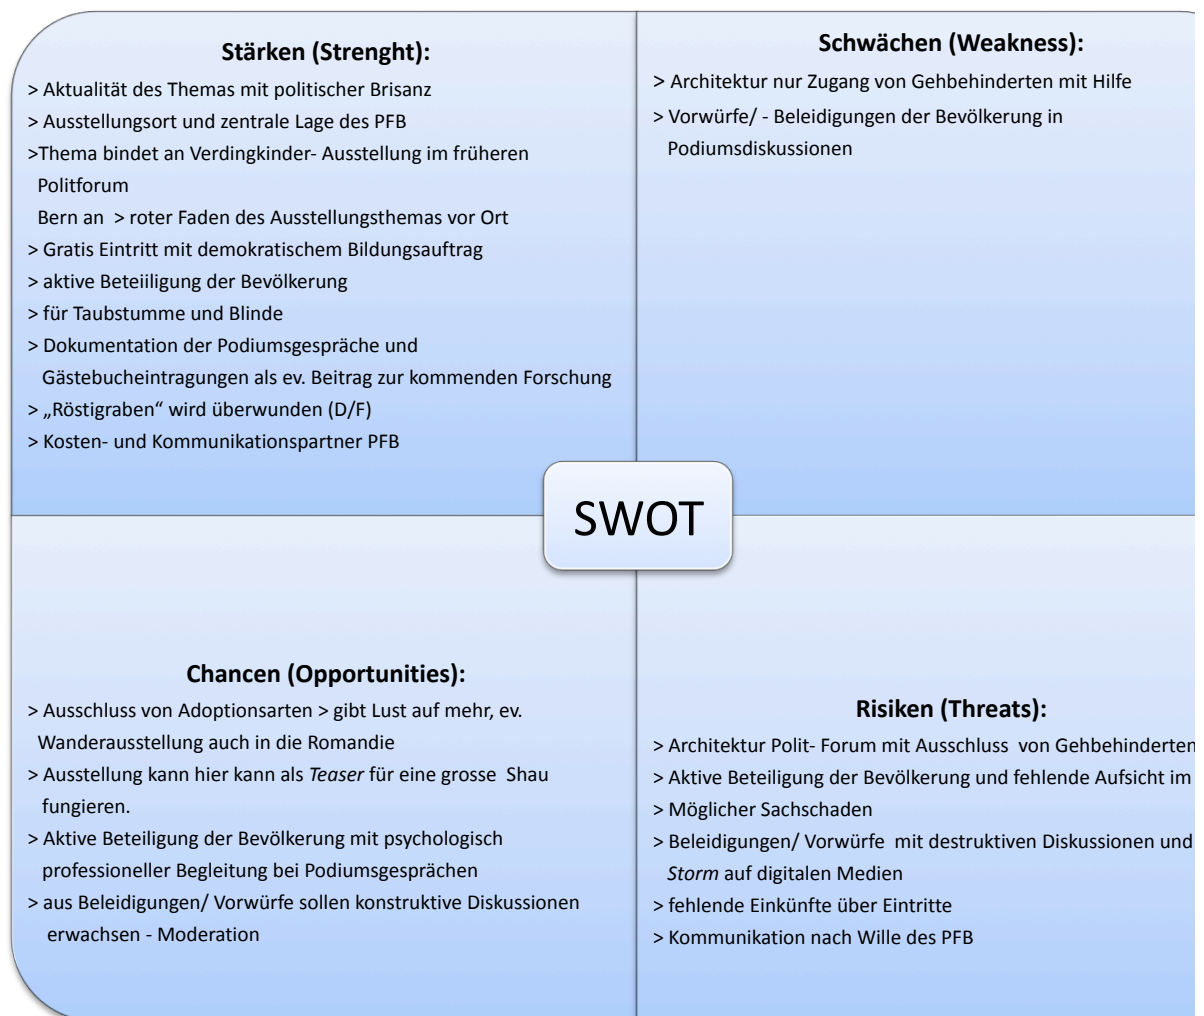 Stärken (Strenght):
> Aktualität des Themas mit politischer Brisanz
> Ausstellungsort und zentrale Lage des PFB
>Thema bindet an Verdingkinder- Ausstellung im früheren
Politforum
Bern an > roter Faden des Ausstellungsthemas vor Ort
> Gratis Eintritt mit demokratischem Bildungsauftrag
> aktive Beteiiligung der Bevölkerung
> für Taubstumme und Blinde
> Dokumentation der Podiumsgespräche und
Gästebucheintragungen als ev. Beitrag zur kommenden Forschung
> „Röstigraben“ wird überwunden (D/F)
> Kosten- und Kommunikationspartner PFB
Schwächen (Weakness):
> Architektur nur Zugang von Gehbehinderten mit Hilfe
> Vorwürfe/ - Beleidigungen der Bevölkerung in
Podiumsdiskussionen
SWOT
Chancen (Opportunities):
> Ausschluss von Adoptionsarten > gibt Lust auf mehr, ev.
Wanderausstellung auch in die Romandie
> Ausstellung kann hier kann als Teaser für eine grosse Shau
fungieren.
> Aktive Beteiligung der Bevölkerung mit psychologisch
professioneller Begleitung bei Podiumsgesprächen
> aus Beleidigungen/ Vorwürfe sollen konstruktive Diskussionen
erwachsen - Moderation
Risiken (Threats):
> Architektur Polit- Forum mit Ausschluss von Gehbehinderten
> Aktive Beteiligung der Bevölkerung und fehlende Aufsicht im
> Möglicher Sachschaden
> Beleidigungen/ Vorwürfe mit destruktiven Diskussionen und
Storm auf digitalen Medien
> fehlende Einkünfte über Eintritte
> Kommunikation nach Wille des PFB